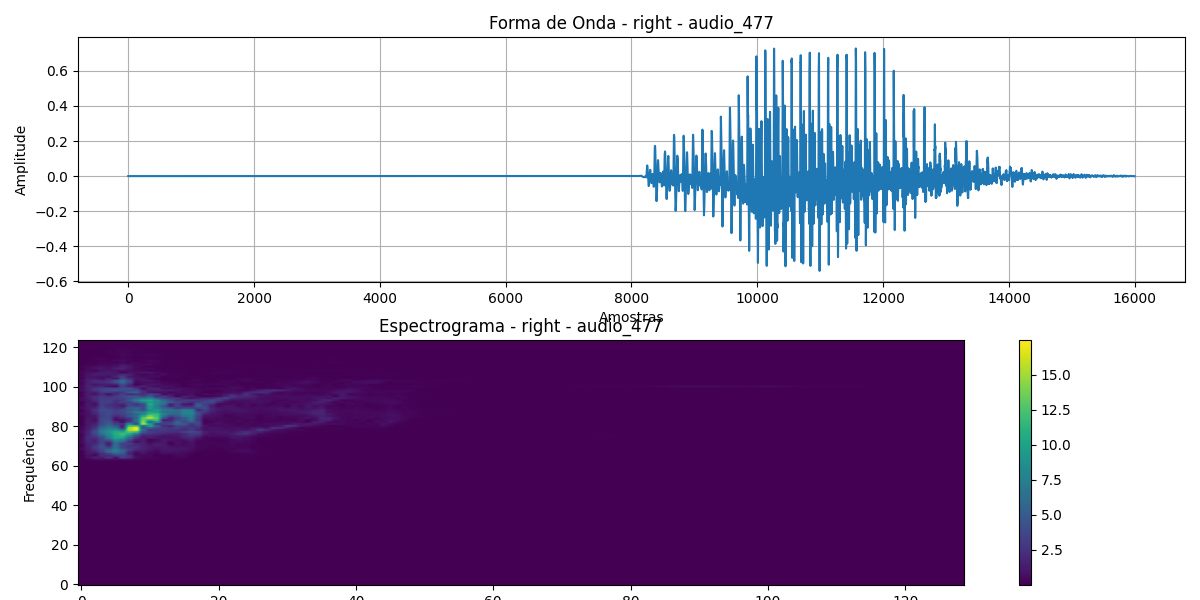 Forma de Onda - right - audio_477
Amplitude
0.6
0.4
0.2
0.0
−0.2
−0.4
−0.6
0 2000 4000 6000 8000 10000 12000 14000 16000
Amostras
Espectrograma - right - audio_477
Frequência
120
100
80
60
40
20
0
0 20 40 60 80 100 120
15.0
12.5
10.0
7.5
5.0
2.5